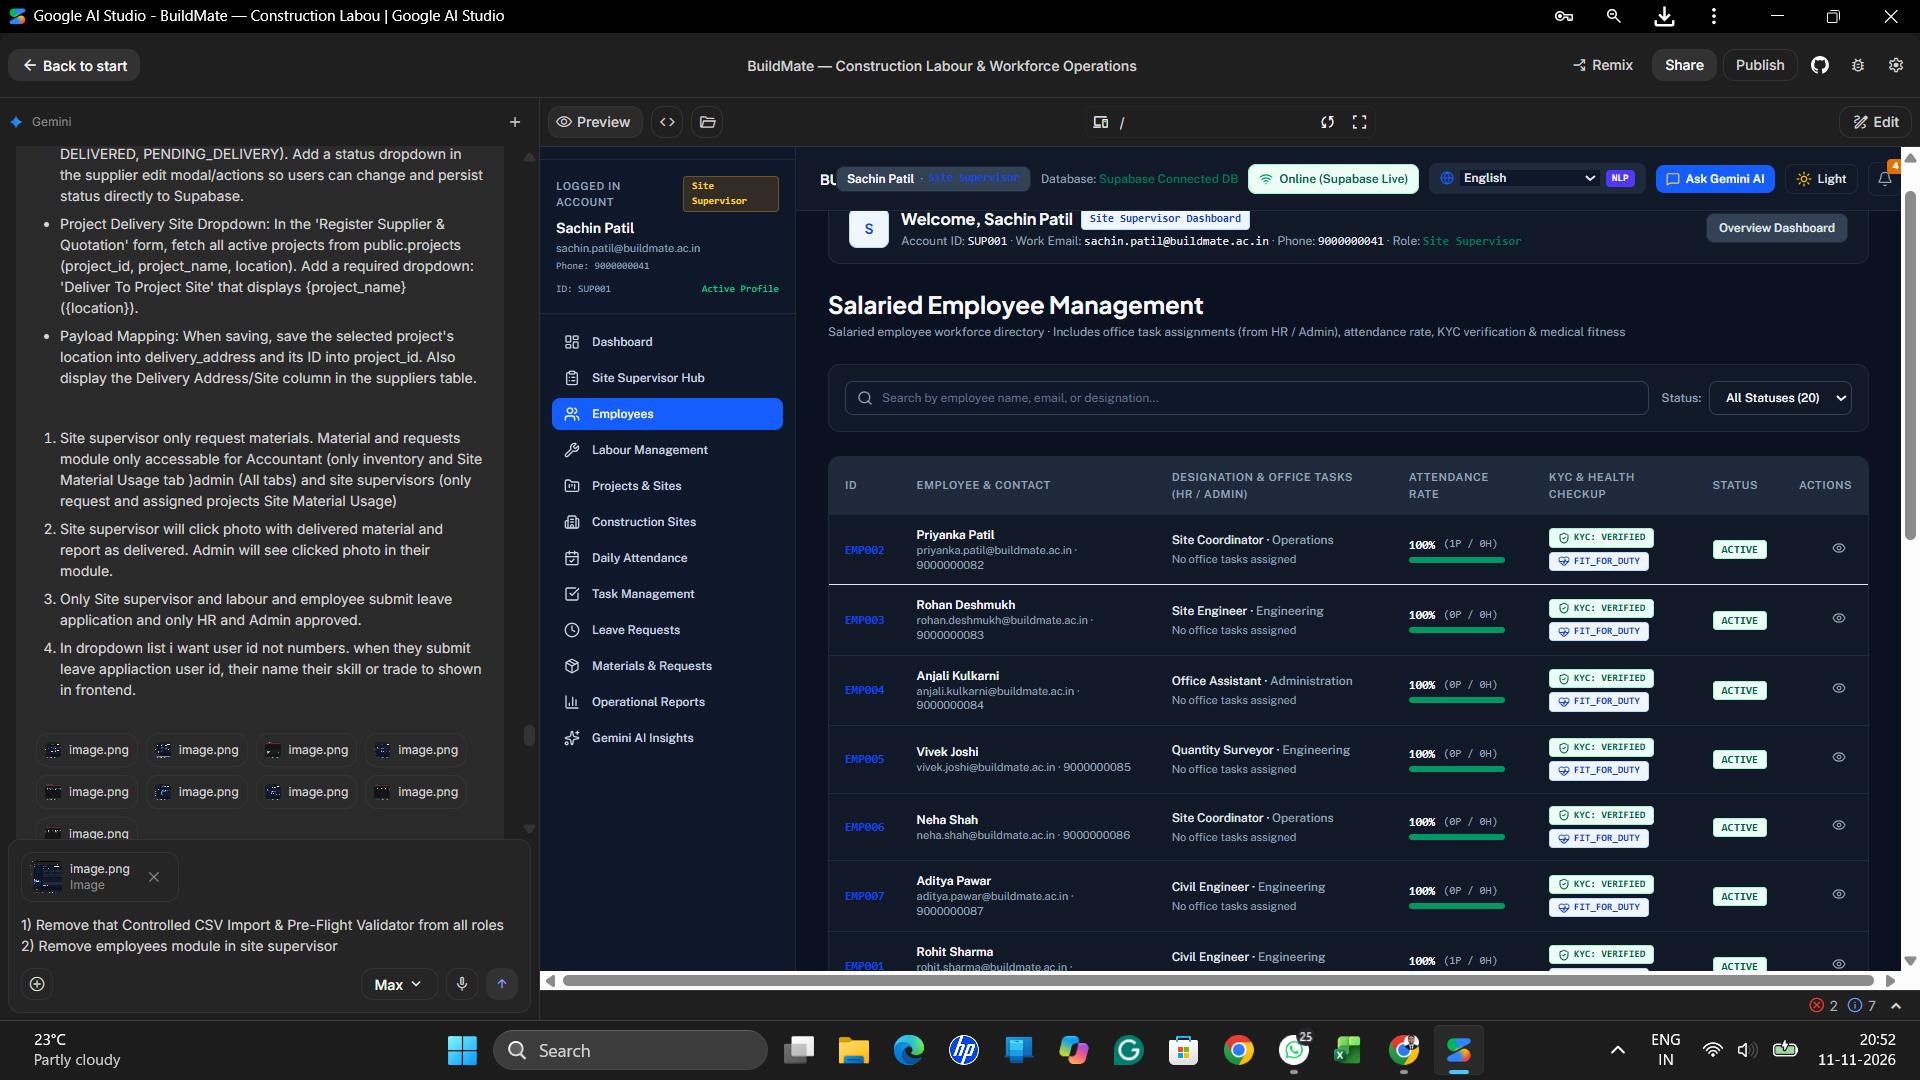 Google AI Studio - BuildMate — Construction Labou | Google AI Studio
Back to start
BuildMate — Construction Labour & Workforce Operations
Remix
Share
Publish
Gemini
Preview
/
Edit
DELIVERED, PENDING_DELIVERY). Add a status dropdown in
the supplier edit modal/actions so users can change and persist
status directly to Supabase.
• Project Delivery Site Dropdown: In the 'Register Supplier &
Quotation' form, fetch all active projects from public.projects
(project_id, project_name, location). Add a required dropdown:
'Deliver To Project Site' that displays {project_name}
({location}).
• Payload Mapping: When saving, save the selected project's
location into delivery_address and its ID into project_id. Also
display the Delivery Address/Site column in the suppliers table.
1. Site supervisor only request materials. Material and requests
module only accessable for Accountant (only inventory and Site
Material Usage tab )admin (All tabs) and site supervisors (only
request and assigned projects Site Material Usage)
2. Site supervisor will click photo with delivered material and
report as delivered. Admin will see clicked photo in their
module.
3. Only Site supervisor and labour and employee submit leave
application and only HR and Admin approved.
4. In dropdown list i want user id not numbers. when they submit
leave appliaction user id, their name their skill or trade to shown
in frontend.
image.png image.png image.png image.png
image.png image.png image.png image.png
image.png
image.png
Image
1) Remove that Controlled CSV Import & Pre-Flight Validator from all roles
2) Remove employees module in site supervisor
Max
LOGGED IN
ACCOUNT
Site
Supervisor
Sachin Patil
sachin.patil@buildmate.ac.in
Phone: 9000000041
ID: SUP001
Active Profile
Dashboard
Site Supervisor Hub
Employees
Labour Management
Projects & Sites
Construction Sites
Daily Attendance
Task Management
Leave Requests
Materials & Requests
Operational Reports
Gemini AI Insights
Sachin Patil · Site Supervisor
Database: Supabase Connected DB
Online (Supabase Live)
English
NLP
Ask Gemini AI
Light
4
S
Welcome, Sachin Patil
Site Supervisor Dashboard
Account ID: SUP001 · Work Email: sachin.patil@buildmate.ac.in · Phone: 9000000041 · Role: Site Supervisor
Overview Dashboard
Salaried Employee Management
Salaried employee workforce directory · Includes office task assignments (from HR / Admin), attendance rate, KYC verification & medical fitness
Search by employee name, email, or designation...
Status:
All Statuses (20)
ID
EMPLOYEE & CONTACT
DESIGNATION & OFFICE TASKS
(HR / ADMIN)
ATTENDANCE
RATE
KYC & HEALTH
CHECKUP
STATUS
ACTIONS
EMP002
Priyanka Patil
priyanka.patil@buildmate.ac.in ·
9000000082
Site Coordinator · Operations
No office tasks assigned
100% (1P / 0H)
KYC: VERIFIED
FIT_FOR_DUTY
ACTIVE
EMP003
Rohan Deshmukh
rohan.deshmukh@buildmate.ac.in ·
9000000083
Site Engineer · Engineering
No office tasks assigned
100% (0P / 0H)
KYC: VERIFIED
FIT_FOR_DUTY
ACTIVE
EMP004
Anjali Kulkarni
anjali.kulkarni@buildmate.ac.in ·
9000000084
Office Assistant · Administration
No office tasks assigned
100% (0P / 0H)
KYC: VERIFIED
FIT_FOR_DUTY
ACTIVE
EMP005
Vivek Joshi
vivek.joshi@buildmate.ac.in · 9000000085
Quantity Surveyor · Engineering
No office tasks assigned
100% (0P / 0H)
KYC: VERIFIED
FIT_FOR_DUTY
ACTIVE
EMP006
Neha Shah
neha.shah@buildmate.ac.in · 9000000086
Site Coordinator · Operations
No office tasks assigned
100% (0P / 0H)
KYC: VERIFIED
FIT_FOR_DUTY
ACTIVE
EMP007
Aditya Pawar
aditya.pawar@buildmate.ac.in ·
9000000087
Civil Engineer · Engineering
No office tasks assigned
100% (0P / 0H)
KYC: VERIFIED
FIT_FOR_DUTY
ACTIVE
EMP001
Rohit Sharma
rohit.sharma@buildmate.ac.in ·
Civil Engineer · Engineering
100% (1P / 0H)
KYC: VERIFIED
ACTIVE
2
7
23°C
Partly cloudy
Search
hp
25
ENG
IN
20:52
11-11-2026